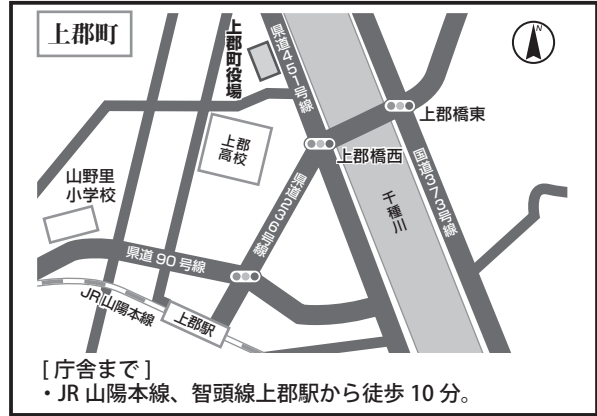 上郡町
N
上郡町役場
県道451号線
上郡橋東
上郡
高校
上郡橋西
山野里
小学校
県道236号線
千種川
国道373号線
県道90号線
JR山陽本線
上郡駅
[庁舎まで]
・JR 山陽本線、智頭線上郡駅から徒歩 10 分。